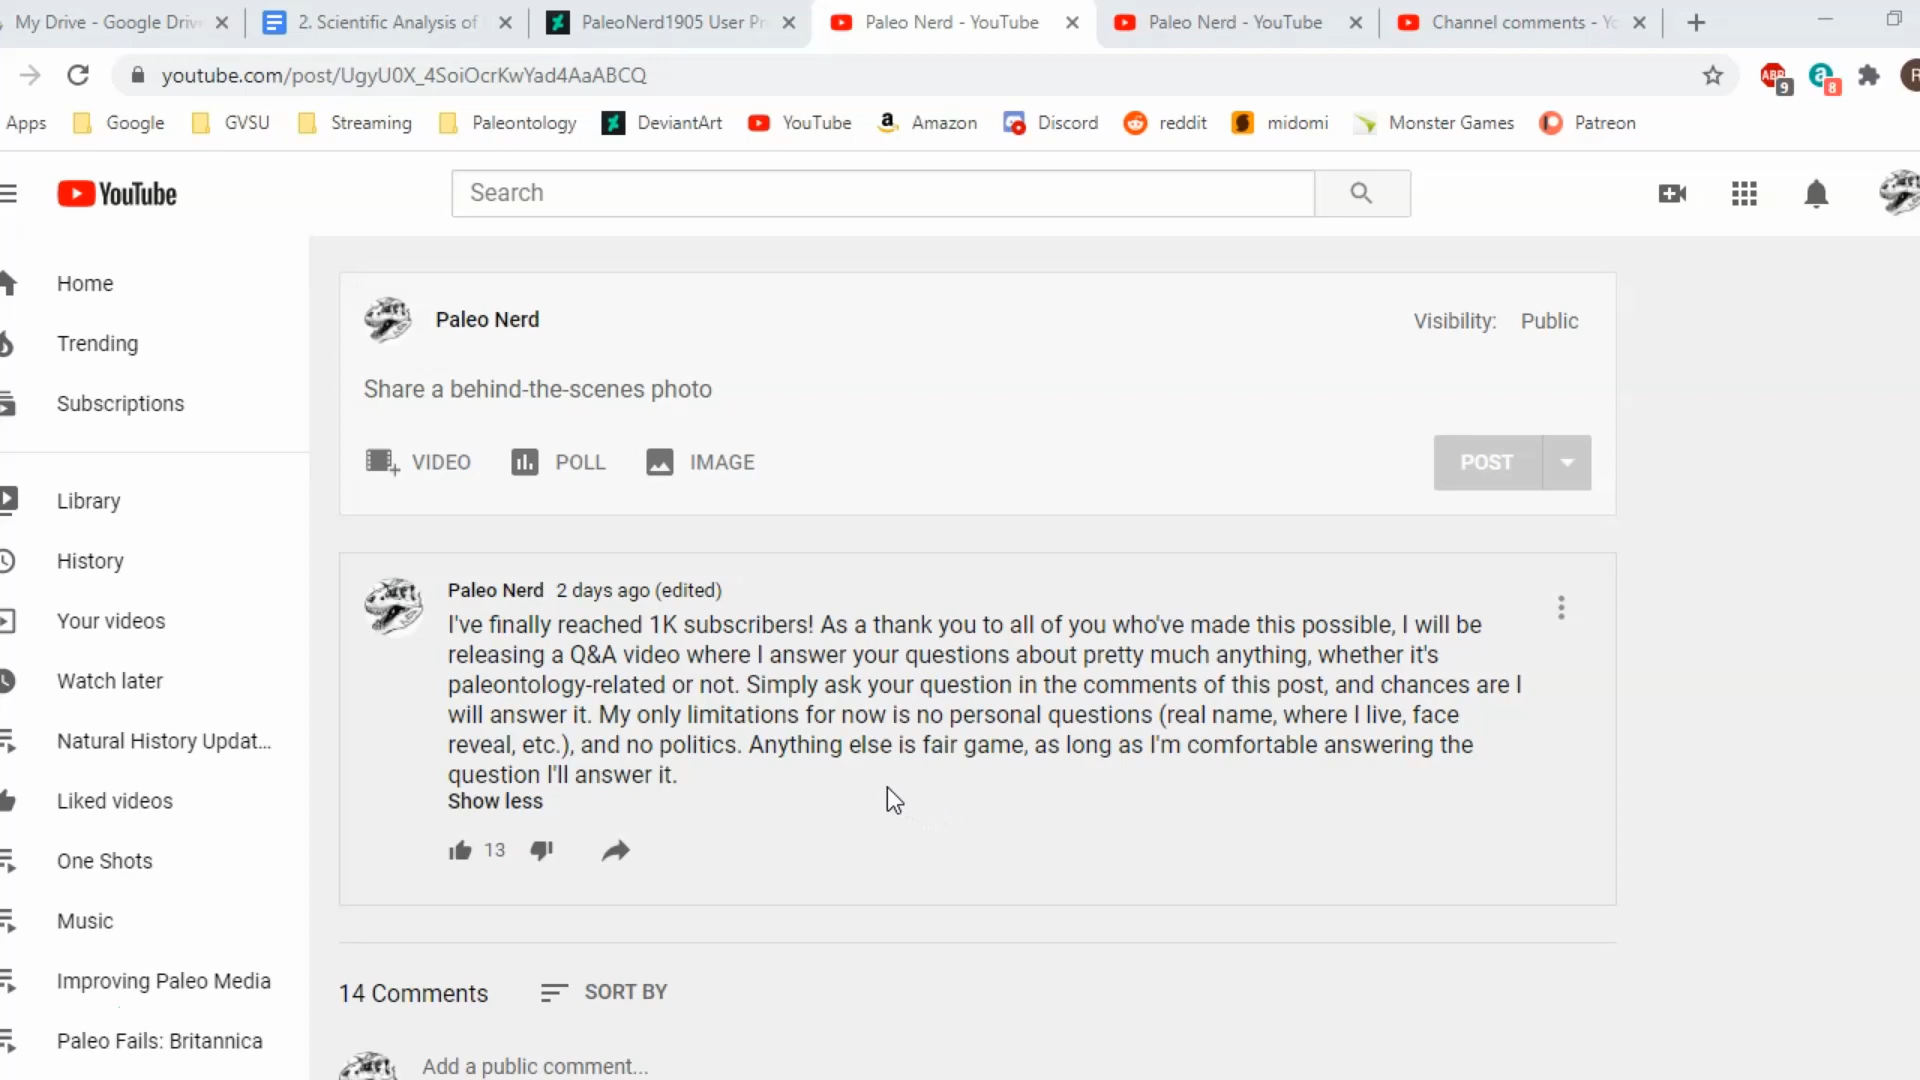 My Drive - Google Drive
2. Scientific Analysis of
PaleoNerd1905 User Pr
Paleo Nerd - YouTube
Paleo Nerd - YouTube
Channel comments - Yo
youtube.com/post/UgyU0X_4SoiOcrKwYad4AaABCQ
ABP
9
a
8
R
Apps
Google
GVSU
Streaming
Paleontology
DeviantArt
YouTube
Amazon
Discord
reddit
midomi
Monster Games
Patreon
YouTube
Search
Home
Trending
Subscriptions
Library
History
Your videos
Watch later
Natural History Updat...
Liked videos
One Shots
Music
Improving Paleo Media
Paleo Fails: Britannica
Paleo Nerd
Visibility: Public
Share a behind-the-scenes photo
VIDEO
POLL
IMAGE
POST
Paleo Nerd 2 days ago (edited)
I've finally reached 1K subscribers! As a thank you to all of you who've made this possible, I will be
releasing a Q&A video where I answer your questions about pretty much anything, whether it's
paleontology-related or not. Simply ask your question in the comments of this post, and chances are I
will answer it. My only limitations for now is no personal questions (real name, where I live, face
reveal, etc.), and no politics. Anything else is fair game, as long as I'm comfortable answering the
question I'll answer it.
Show less
13
14 Comments
SORT BY
Add a public comment...